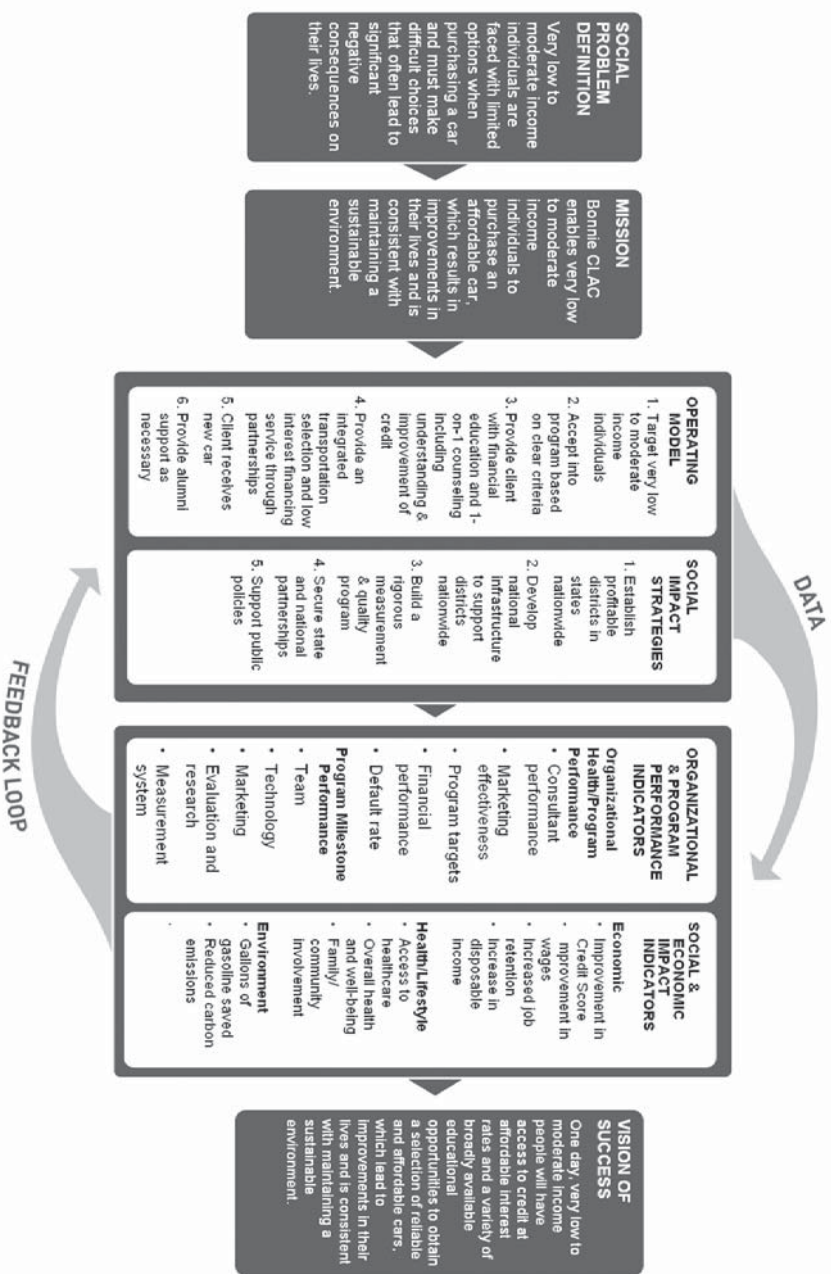 SOCIAL
PROBLEM
DEFINITION
Very low to
moderate income
individuals are
faced with limited
options when
purchasing a car
and must make
difficult choices
that often lead to
significant
negative
consequences on
their lives.
MISSION
Bonnie CLAC
enables very low
to moderate
income
individuals to
purchase an
affordable car,
which results in
improvements in
their lives and is
consistent with
maintaining a
sustainable
environment.
OPERATING
MODEL
1. Target very low
to moderate
income
individuals
2. Accept into
program based
on clear criteria
3. Provide client
with financial
education and 1-
on-1 counseling
including
understanding &
improvement of
credit
4. Provide an
integrated
transportation
selection and low
interest financing
service through
partnerships
5. Client receives
new car
6. Provide alumni
support as
necessary
SOCIAL
IMPACT
STRATEGIES
1. Establish
profitable
districts in
states
nationwide
2. Develop
national
infrastructure
to support
districts
nationwide
3. Build a
rigorous
measurement
& quality
program
4. Secure state
and national
partnerships
5. Support public
policies
DATA
ORGANIZATIONAL
& PROGRAM
PERFORMANCE
INDICATORS
Organizational
Health/Program
Performance
• Consultant
performance
• Marketing
effectiveness
• Program targets
• Financial
performance
• Default rate
Program Milestone
Performance
• Team
• Technology
• Marketing
• Evaluation and
research
• Measurement
system
SOCIAL &
ECONOMIC
IMPACT
INDICATORS
Economic
• Improvement in
Credit Score
• mprovement in
wages
• Increased job
retention
• Increase in
disposable
income
Health/Lifestyle
• Access to
healthcare
• Overall health
and well-being
• Family/
community
involvement
Environment
• Gallons of
gasoline saved
• Reduced carbon
emissions
FEEDBACK LOOP
VISION OF
SUCCESS
One day, very low to
moderate income
people will have
access to credit at
affordable interest
rates and a variety of
broadly available
educational
opportunities to obtain
a selection of reliable
and affordable cars,
which lead to
improvements in their
lives and is consistent
with maintaining a
sustainable
environment.